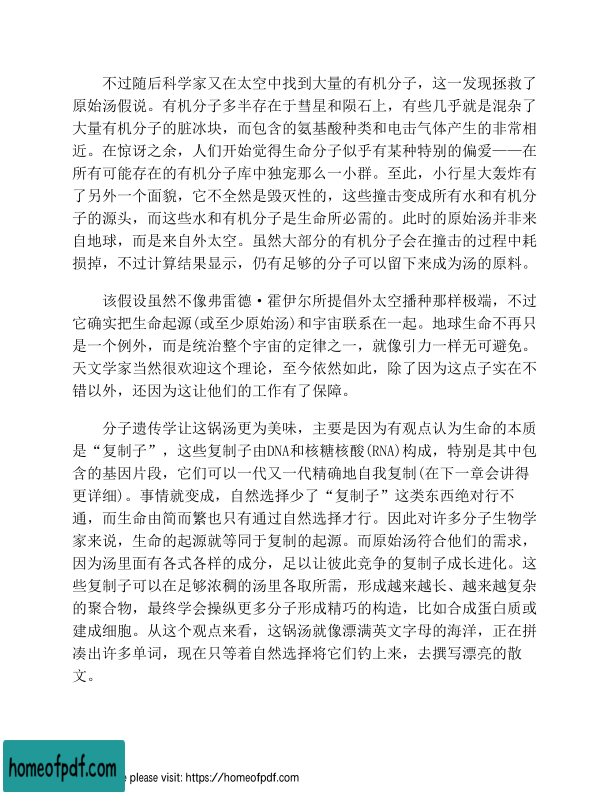 不过随后科学家又在太空中找到大量的有机分子，这一发现拯救了
原始汤假说。有机分子多半存在于彗星和陨石上，有些几乎就是混杂了
大量有机分子的脏冰块，而包含的氨基酸种类和电击气体产生的非常相
近。在惊讶之余，人们开始觉得生命分子似乎有某种特别的偏爱——在
所有可能存在的有机分子库中独宠那么一小群。至此，小行星大轰炸有
了另外一个面貌，它不全然是毁灭性的，这些撞击变成所有水和有机分
子的源头，而这些水和有机分子是生命所必需的。此时的原始汤并非来
自地球，而是来自外太空。虽然大部分的有机分子会在撞击的过程中耗
损掉，不过计算结果显示，仍有足够的分子可以留下来成为汤的原料。
该假设虽然不像弗雷德·霍伊尔所提倡外太空播种那样极端，不过
它确实把生命起源(或至少原始汤)和宇宙联系在一起。地球生命不再只
是一个例外，而是统治整个宇宙的定律之一，就像引力一样无可避免。
天文学家当然很欢迎这个理论，至今依然如此，除了因为这点子实在不
错以外，还因为这让他们的工作有了保障。
分子遗传学让这锅汤更为美味，主要是因为有观点认为生命的本质
是“复制子”，这些复制子由DNA和核糖核酸(RNA)构成，特别是其中包
含的基因片段，它们可以一代又一代精确地自我复制(在下一章会讲得
更详细)。事情就变成，自然选择少了“复制子”这类东西绝对行不
通，而生命由简而繁也只有通过自然选择才行。因此对许多分子生物学
家来说，生命的起源就等同于复制的起源。而原始汤符合他们的需求，
因为汤里面有各式各样的成分，足以让彼此竞争的复制子成长进化。这
些复制子可以在足够浓稠的汤里各取所需，形成越来越长、越来越复杂
的聚合物，最终学会操纵更多分子形成精巧的构造，比如合成蛋白质或
建成细胞。从这个观点来看，这锅汤就像漂满英文字母的海洋，正在拼
凑出许多单词，现在只等着自然选择将它们钓上来，去撰写漂亮的散
文。
homeofpdf.com
e please visit: https://homeofpdf.com